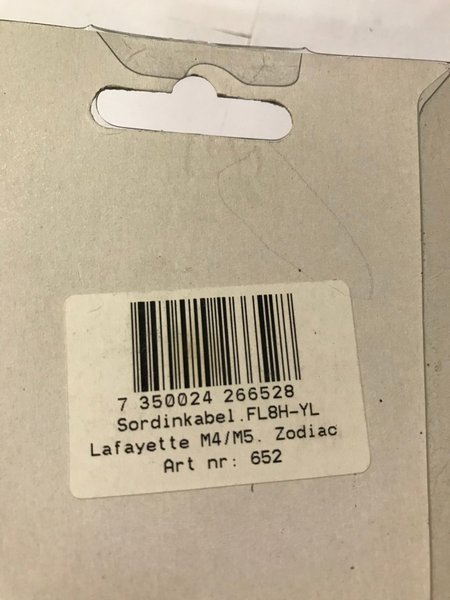 7 350024 266528
Sordinkabel.FL8H-YL
Lafayette M4/M5. Zodiac
Art nr: 652